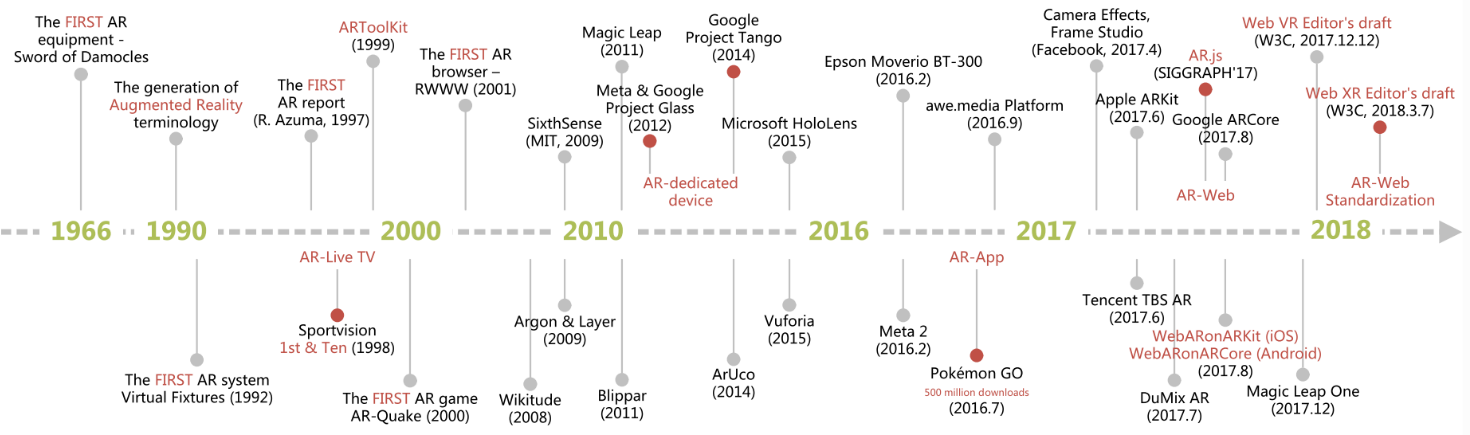 The FIRST AR
equipment -
Sword of Damocles
The generation of
Augmented Reality
terminology
The FIRST
AR report
(R. Azuma, 1997)
ARToolKit
(1999)
The FIRST AR
browser –
RWWW (2001)
SixthSense
(MIT, 2009)
Magic Leap
(2011)
Meta & Google
Project Glass
(2012)
AR-dedicated
device
Google
Project Tango
(2014)
Microsoft HoloLens
(2015)
Epson Moverio BT-300
(2016.2)
awe.media Platform
(2016.9)
Camera Effects,
Frame Studio
(Facebook, 2017.4)
Apple ARKit
(2017.6)
AR.js
(SIGGRAPH'17)
Google ARCore
(2017.8)
AR-Web
Web VR Editor's draft
(W3C, 2017.12.12)
Web XR Editor's draft
(W3C, 2018.3.7)
AR-Web
Standardization
1966 1990 2000 2010 2016 2017 2018
The FIRST AR system
Virtual Fixtures (1992)
AR-Live TV
Sportvision
1st & Ten (1998)
The FIRST AR game
AR-Quake (2000)
Wikitude
(2008)
Argon & Layer
(2009)
Blippar
(2011)
ArUco
(2014)
Vuforia
(2015)
Meta 2
(2016.2)
AR-App
Pokémon GO
500 million downloads
(2016.7)
Tencent TBS AR
(2017.6)
WebARonARKit (iOS)
WebARonARCore (Android)
(2017.8)
DuMix AR
(2017.7)
Magic Leap One
(2017.12)